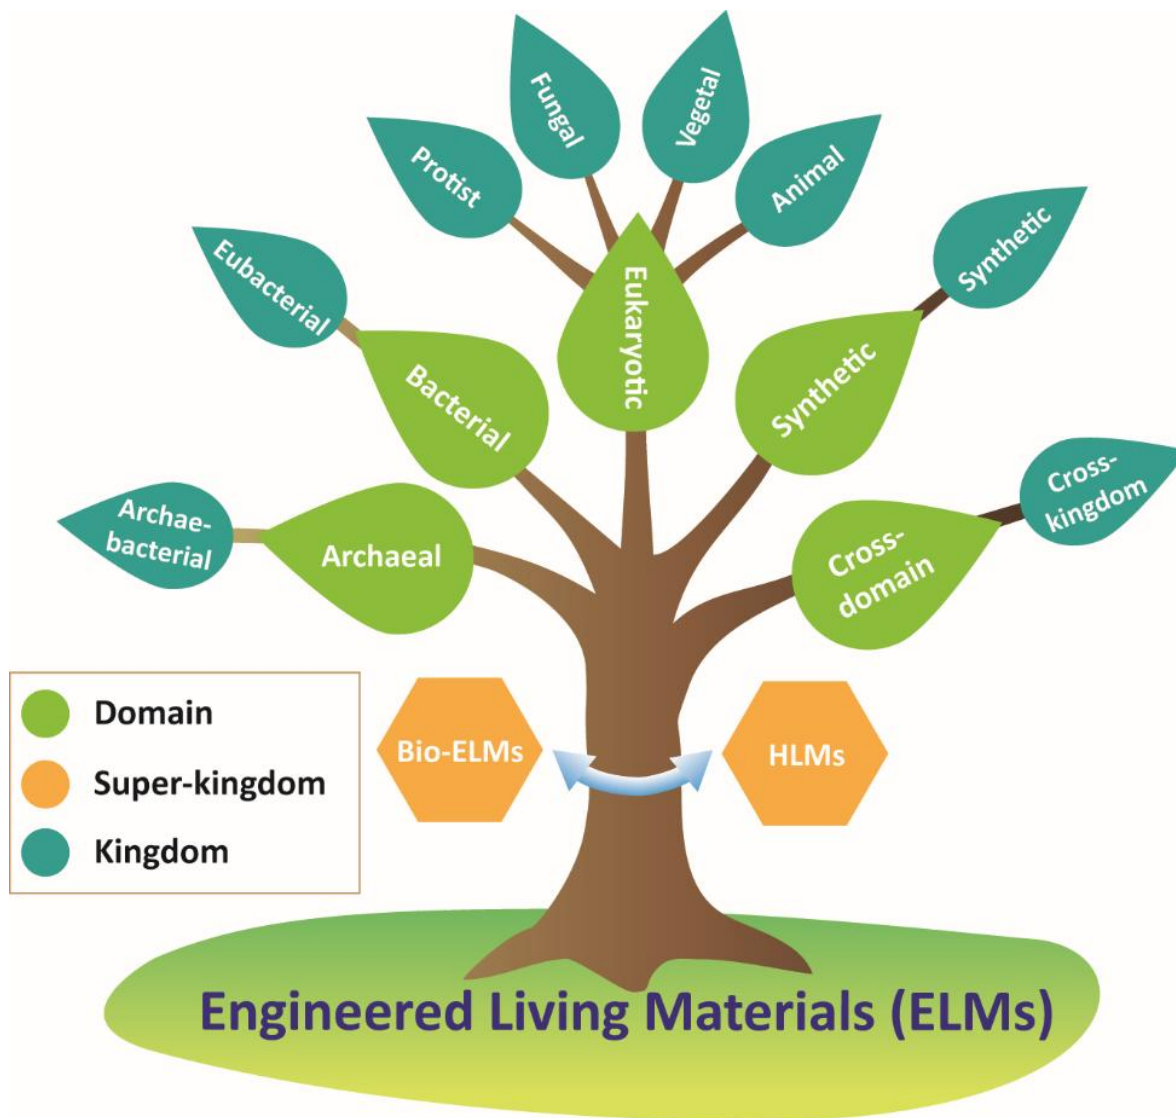 Fungal
Vegetal
Protist
Animal
Eubacterial
Synthetic
Eukaryotic
Bacterial
Synthetic
Archae-
bacterial
Archaeal
Cross-
domain
Cross-
kingdom
Domain
Super-kingdom
Kingdom
Bio-ELMs
HLMs
Engineered Living Materials (ELMs)